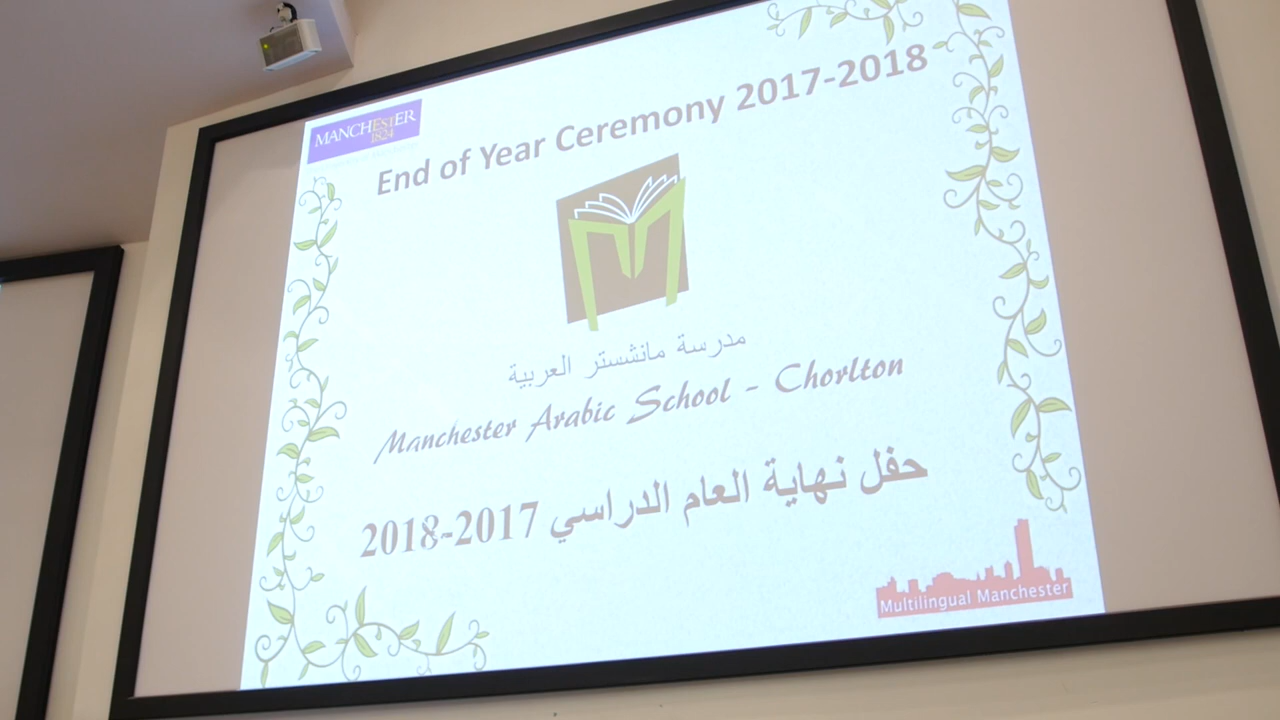 MANCHESTER
1824
End of Year Ceremony 2017-2018
مدرسة مانشستر العربية
Manchester Arabic School - Chorlton
حفل نهاية العام الدراسي 2017-2018
Multilingual Manchester